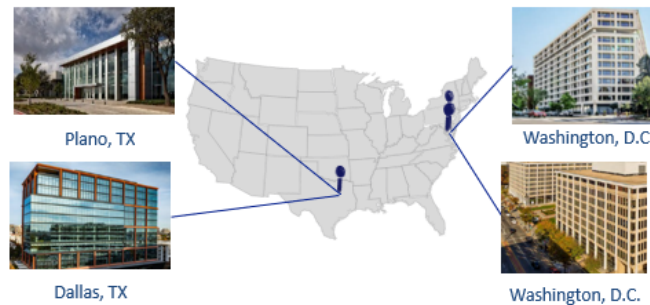 Plano, TX
Washington, D.C
Dallas, TX
Washington, D.C.